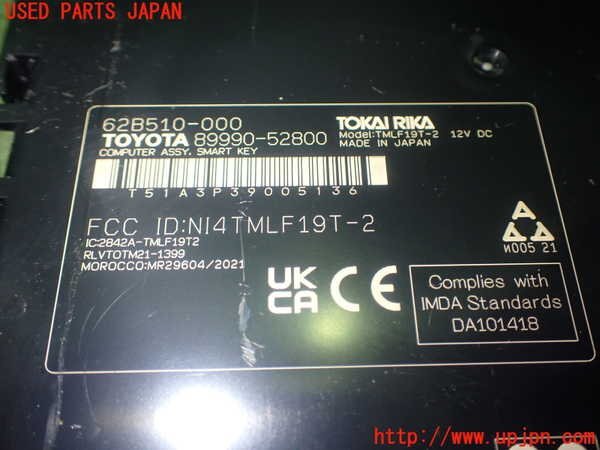 USED PARTS JAPAN
62B510-000
TOYOTA 89990-52800
COMPUTER ASSY, SMART KEY
TOKAI RIKA
Model:TMLF19T-2 12V DC
MADE IN JAPAN
T51A3P39005136
FCC ID:NI4TMLF19T-2
IC:2842A-TMLF19T2
RLVTOTM21-1399
MOROCCO:MR29604/2021
И005 21
UK
CA
CE
Complies with
IMDA Standards
DA101418
http://www.upjpn.com/